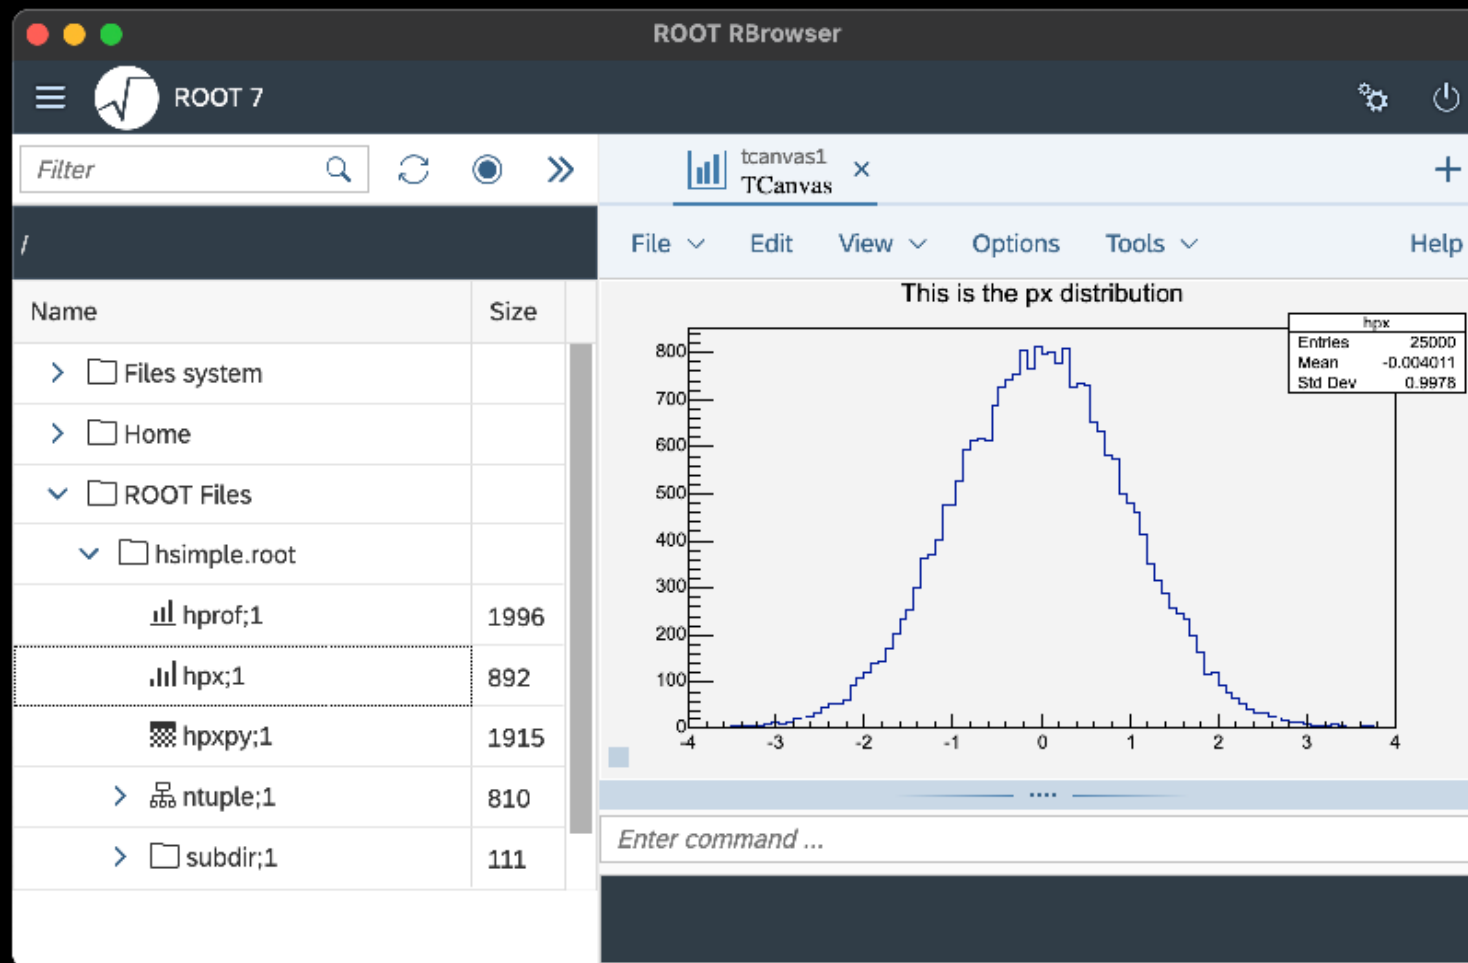 ROOT RBrowser
ROOT 7
Filter
tcanvas1
TCanvas
/
File Edit View Options Tools Help
Name Size
Files system
Home
ROOT Files
hsimple.root
hprof;1 1996
hpx;1 892
hpxpy;1 1915
ntuple;1 810
subdir;1 111
This is the px distribution
hpx
Entries 25000
Mean -0.004011
Std Dev 0.9978
800
700
600
500
400
300
200
100
0
-4 -3 -2 -1 0 1 2 3 4
Enter command ...